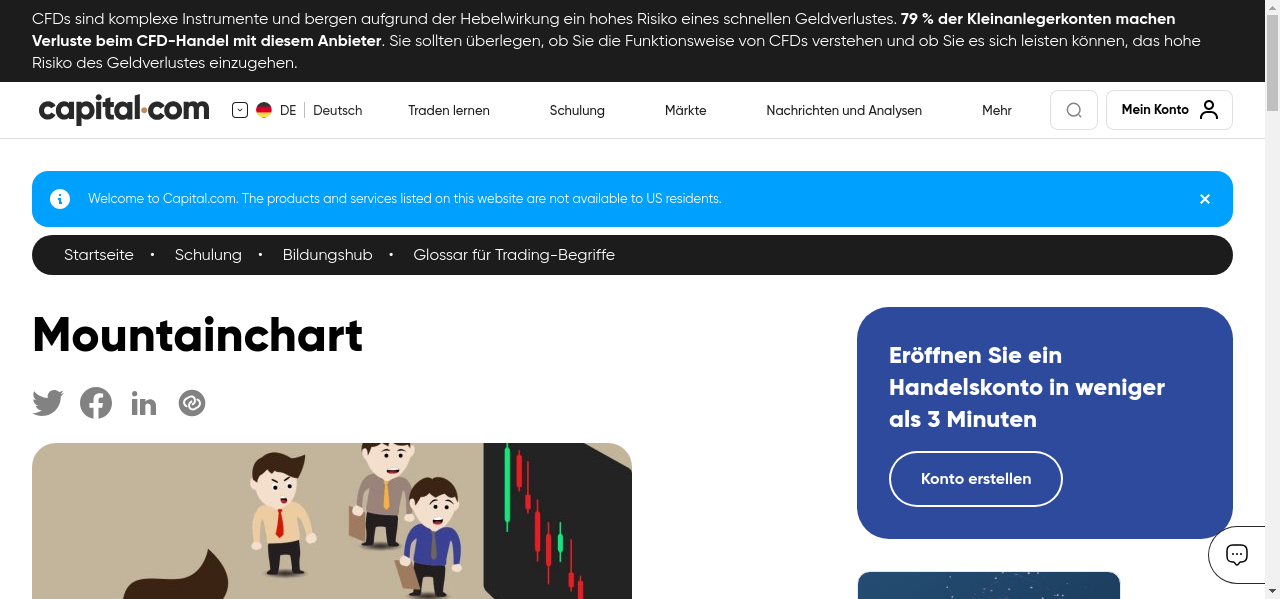 CFDs sind komplexe Instrumente und bergen aufgrund der Hebelwirkung ein hohes Risiko eines schnellen Geldverlustes. 79 % der Kleinanlegerkonten machen
Verluste beim CFD-Handel mit diesem Anbieter. Sie sollten überlegen, ob Sie die Funktionsweise von CFDs verstehen und ob Sie es sich leisten können, das hohe
Risiko des Geldverlustes einzugehen.
capital.com DE Deutsch Traden lernen Schulung Märkte Nachrichten und Analysen Mehr Mein Konto
Welcome to Capital.com. The products and services listed on this website are not available to US residents.
Startseite • Schulung • Bildungshub • Glossar für Trading-Begriffe
Mountainchart
Eröffnen Sie ein
Handelskonto in weniger
als 3 Minuten
Konto erstellen